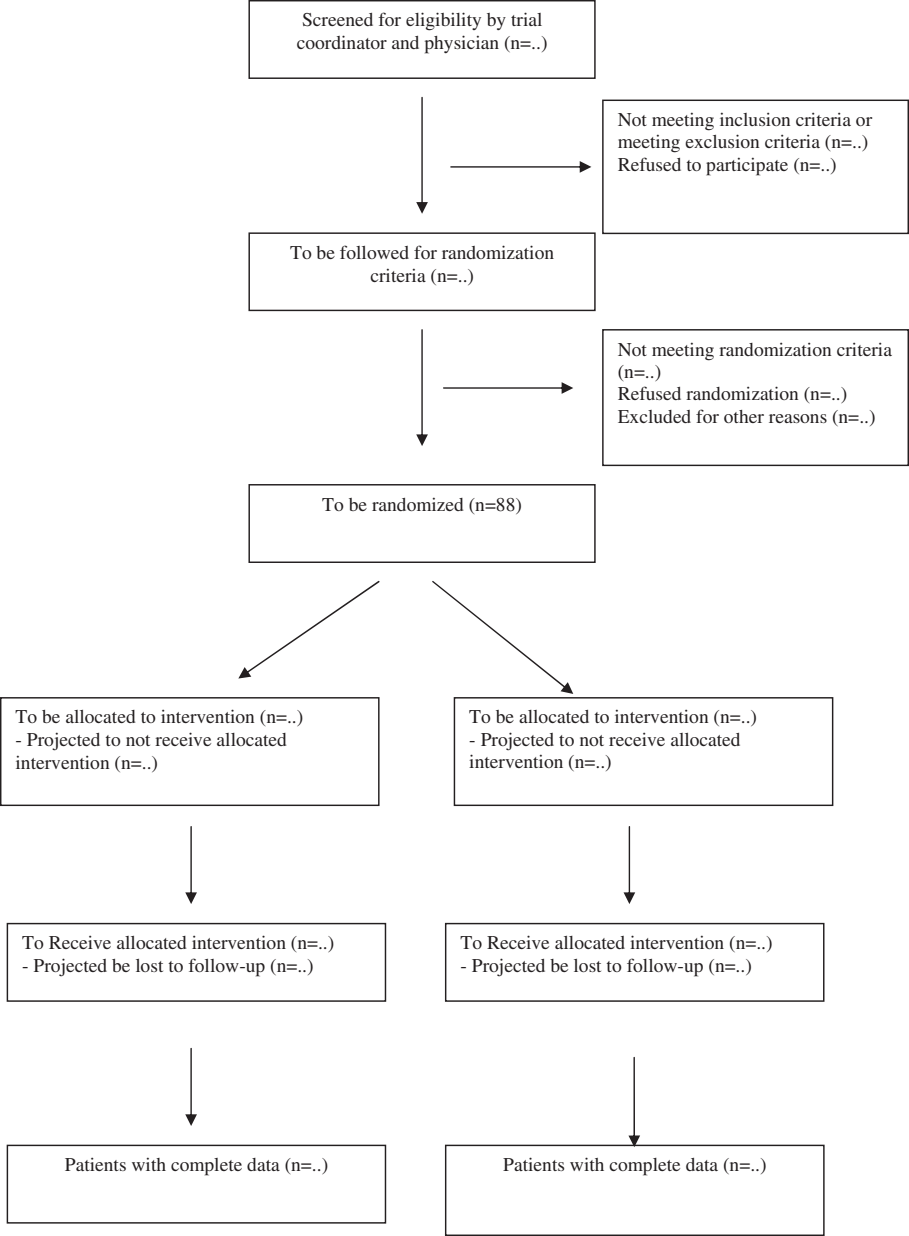 Screened for eligibility by trial
coordinator and physician (n=..)
Not meeting inclusion criteria or
meeting exclusion criteria (n=..)
Refused to participate (n=..)
To be followed for randomization
criteria (n=..)
Not meeting randomization criteria
(n=..)
Refused randomization (n=..)
Excluded for other reasons (n=..)
To be randomized (n=88)
To be allocated to intervention (n=..)
- Projected to not receive allocated
intervention (n=..)
To be allocated to intervention (n=..)
- Projected to not receive allocated
intervention (n=..)
To Receive allocated intervention (n=..)
- Projected be lost to follow-up (n=..)
To Receive allocated intervention (n=..)
- Projected be lost to follow-up (n=..)
Patients with complete data (n=..)
Patients with complete data (n=..)